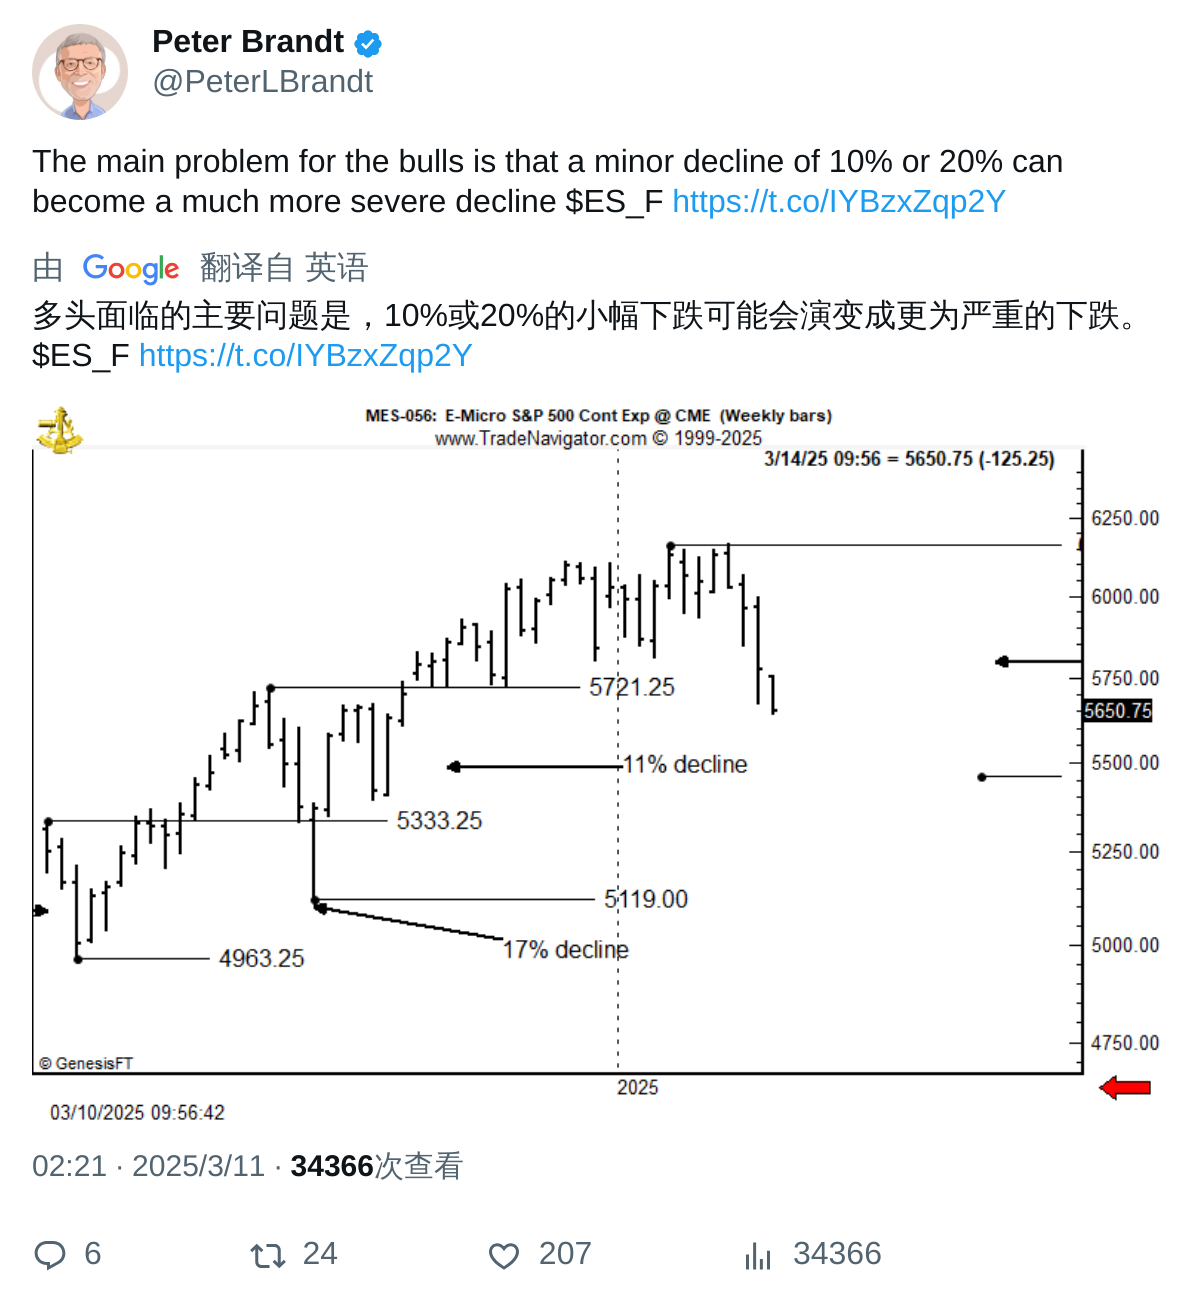 Peter Brandt
@PeterLBrandt
The main problem for the bulls is that a minor decline of 10% or 20% can
become a much more severe decline $ES_F https://t.co/IYBzxZqp2Y
由 Google 翻译自 英语
多头面临的主要问题是，10%或20%的小幅下跌可能会演变成更为严重的下跌。
$ES_F https://t.co/IYBzxZqp2Y
MES-056: E-Micro S&P 500 Cont Exp @ CME (Weekly bars)
www.TradeNavigator.com © 1999-2025
3/14/25 09:56 = 5650.75 (-125.25)
6250.00
6000.00
5750.00
5721.25
5650.75
11% decline
5500.00
5333.25
5250.00
5119.00
17% decline
5000.00
4963.25
4750.00
© GenesisFT
2025
03/10/2025 09:56:42
02:21 · 2025/3/11 · 34366次查看
6 24 207 34366